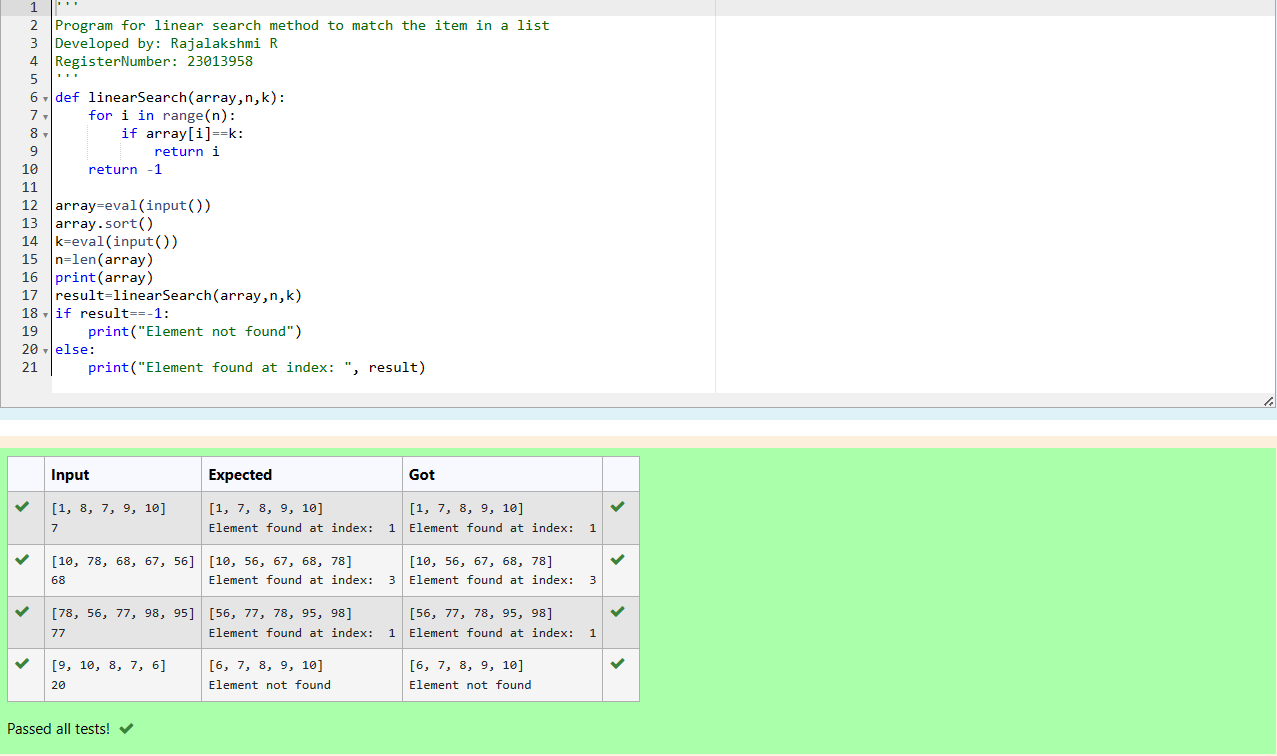 1 '''
2 Program for linear search method to match the item in a list
3 Developed by: Rajalakshmi R
4 RegisterNumber: 23013958
5 '''
6 def linearSearch(array,n,k):
7     for i in range(n):
8         if array[i]==k:
9             return i
10     return -1
11
12 array=eval(input())
13 array.sort()
14 k=eval(input())
15 n=len(array)
16 print(array)
17 result=linearSearch(array,n,k)
18 if result==-1:
19     print("Element not found")
20 else:
21     print("Element found at index: ", result)
Input Expected Got
[1, 8, 7, 9, 10] [1, 7, 8, 9, 10] [1, 7, 8, 9, 10]
7 Element found at index:  1 Element found at index:  1
[10, 78, 68, 67, 56] [10, 56, 67, 68, 78] [10, 56, 67, 68, 78]
68 Element found at index:  3 Element found at index:  3
[78, 56, 77, 98, 95] [56, 77, 78, 95, 98] [56, 77, 78, 95, 98]
77 Element found at index:  1 Element found at index:  1
[9, 10, 8, 7, 6] [6, 7, 8, 9, 10] [6, 7, 8, 9, 10]
20 Element not found Element not found
Passed all tests!